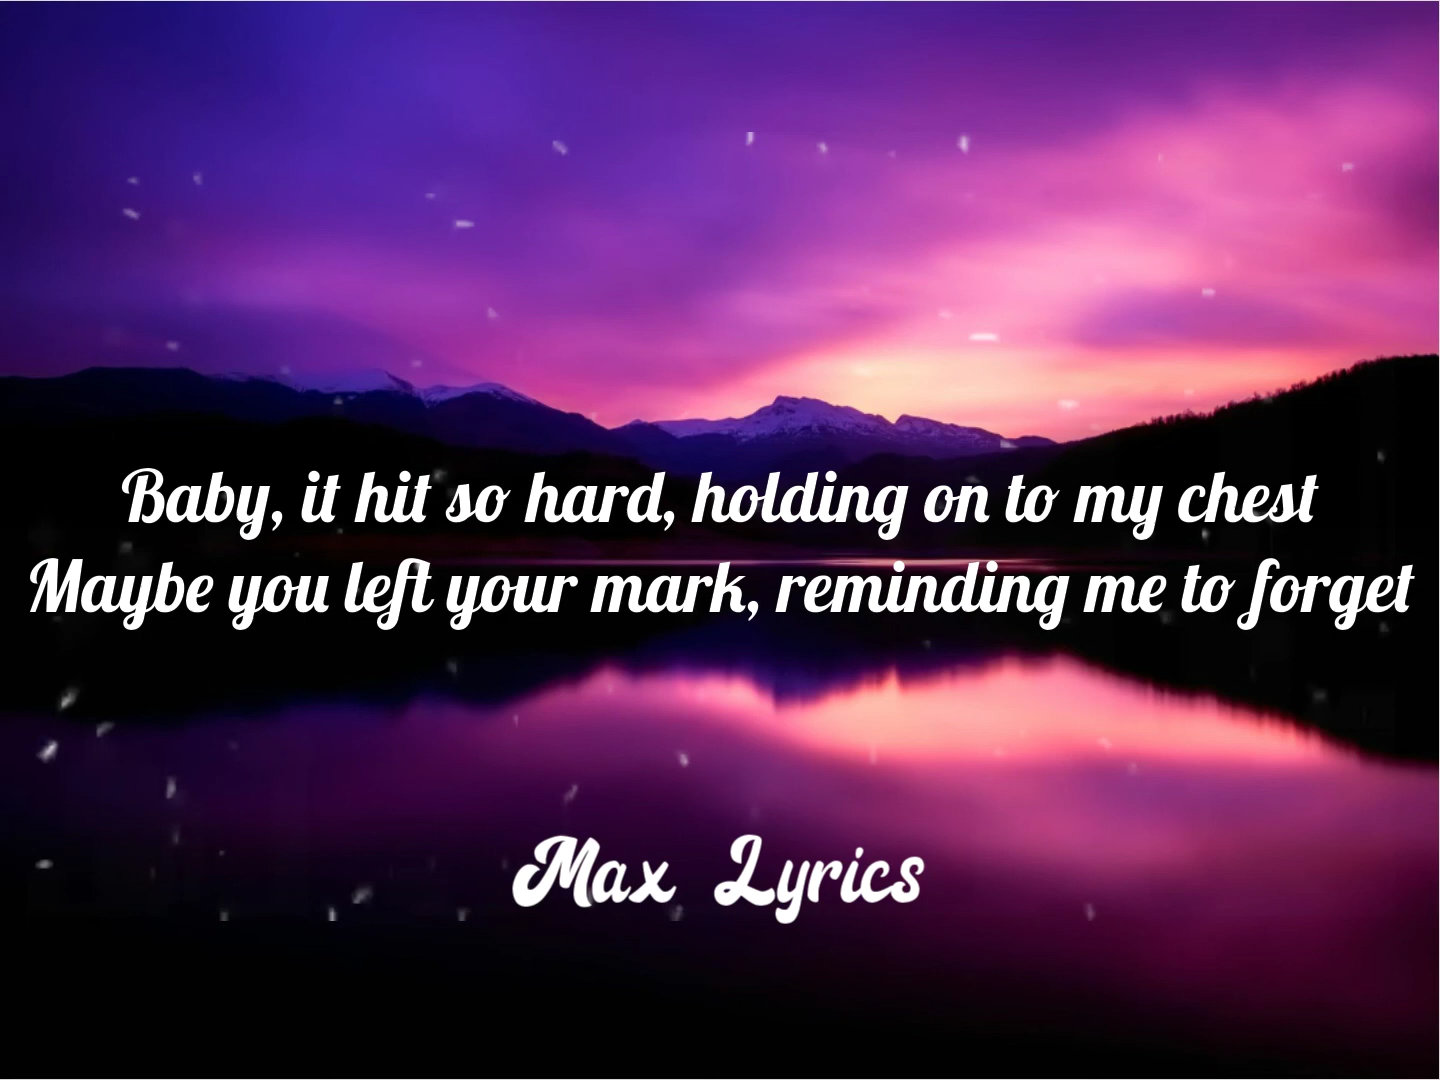 Baby, it hit so hard, holding on to my chest
Maybe you left your mark, reminding me to forget
Max Lyrics